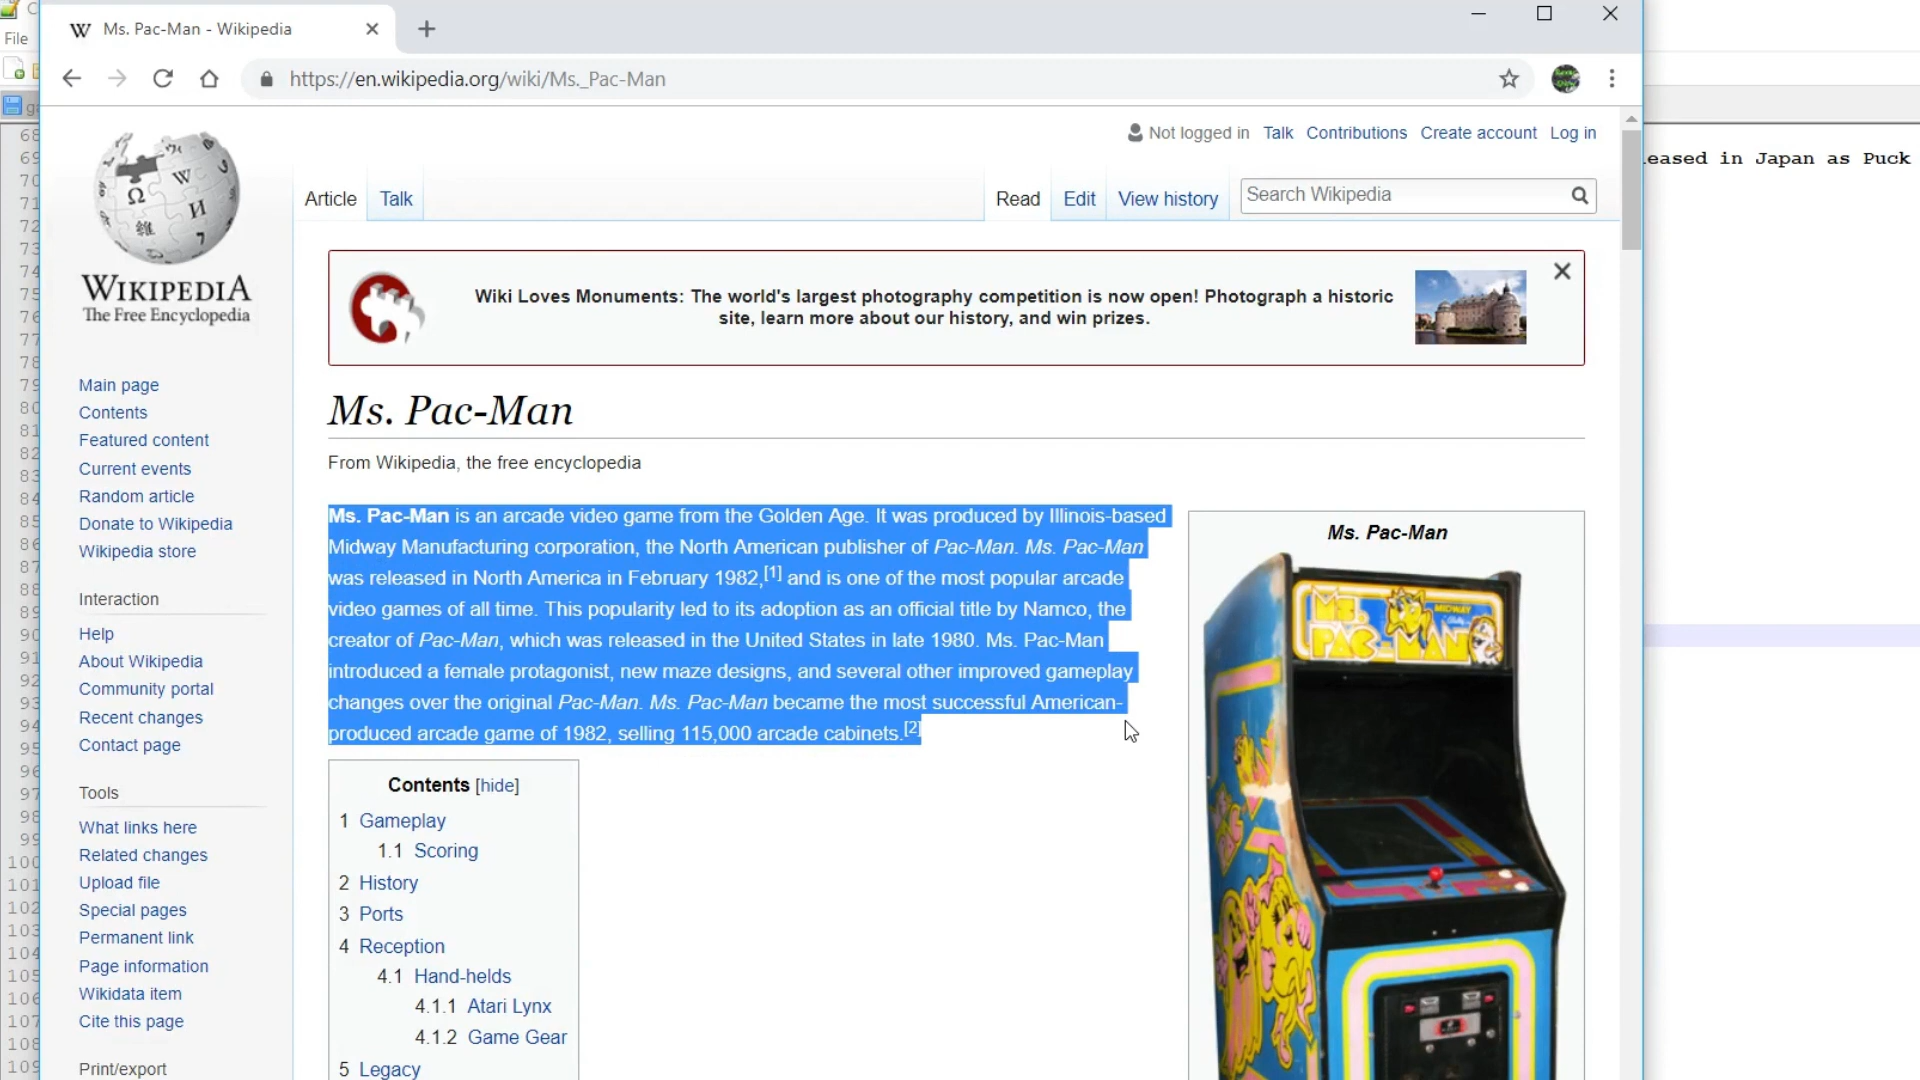 Ms. Pac-Man - Wikipedia
File
https://en.wikipedia.org/wiki/Ms._Pac-Man
Not logged in Talk Contributions Create account Log in
Article Talk Read Edit View history Search Wikipedia
WIKIPEDIA
The Free Encyclopedia
Wiki Loves Monuments: The world's largest photography competition is now open! Photograph a historic
site, learn more about our history, and win prizes.
Main page
Contents
Featured content
Current events
Random article
Donate to Wikipedia
Wikipedia store
Interaction
Help
About Wikipedia
Community portal
Recent changes
Contact page
Tools
What links here
Related changes
Upload file
Special pages
Permanent link
Page information
Wikidata item
Cite this page
Print/export
Ms. Pac-Man
From Wikipedia, the free encyclopedia
Ms. Pac-Man is an arcade video game from the Golden Age. It was produced by Illinois-based
Midway Manufacturing corporation, the North American publisher of Pac-Man. Ms. Pac-Man
was released in North America in February 1982,[1] and is one of the most popular arcade
video games of all time. This popularity led to its adoption as an official title by Namco, the
creator of Pac-Man, which was released in the United States in late 1980. Ms. Pac-Man
introduced a female protagonist, new maze designs, and several other improved gameplay
changes over the original Pac-Man. Ms. Pac-Man became the most successful American-
produced arcade game of 1982, selling 115,000 arcade cabinets.[2]
Contents [hide]
1 Gameplay
1.1 Scoring
2 History
3 Ports
4 Reception
4.1 Hand-helds
4.1.1 Atari Lynx
4.1.2 Game Gear
5 Legacy
Ms. Pac-Man
MS. PAC-MAN
MIDWAY
eased in Japan as Puck